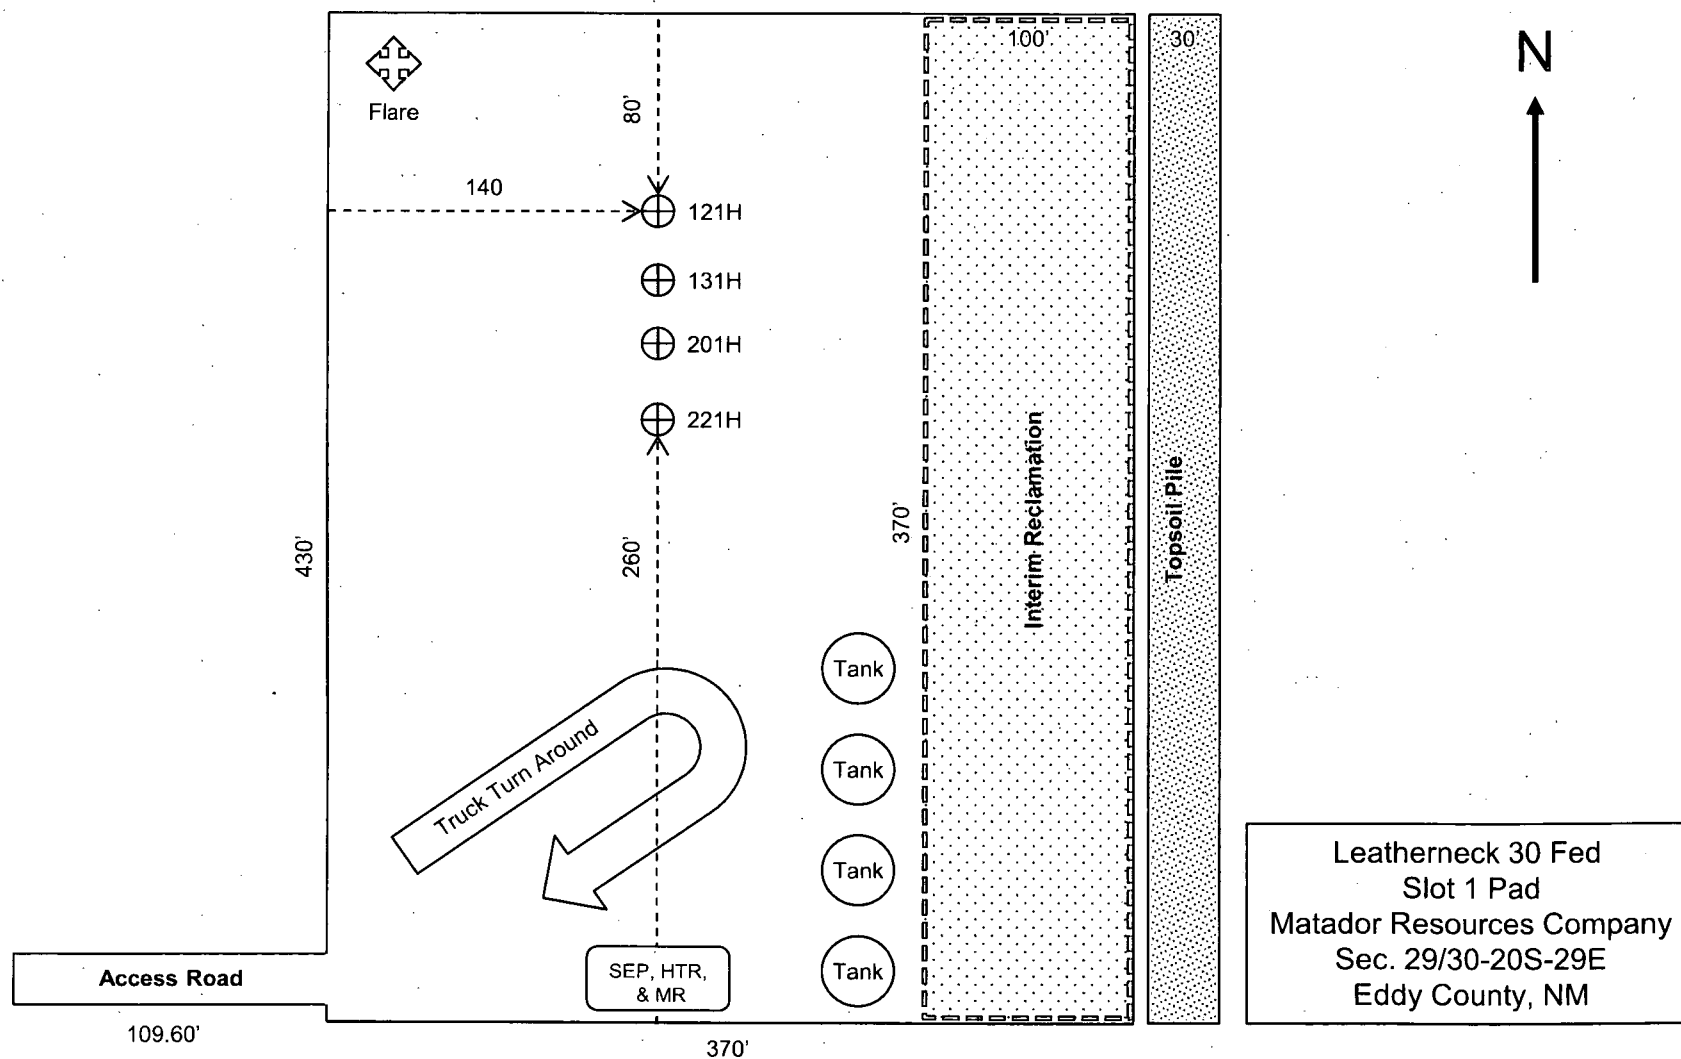 100'
30'
N
Flare
80'
140
121H
131H
201H
221H
430'
260'
370'
Interim Reclamation
Topsoil Pile
Tank
Truck Turn Around
Tank
Tank
Tank
SEP, HTR,
& MR
Access Road
109.60'
370'
Leatherneck 30 Fed
Slot 1 Pad
Matador Resources Company
Sec. 29/30-20S-29E
Eddy County, NM